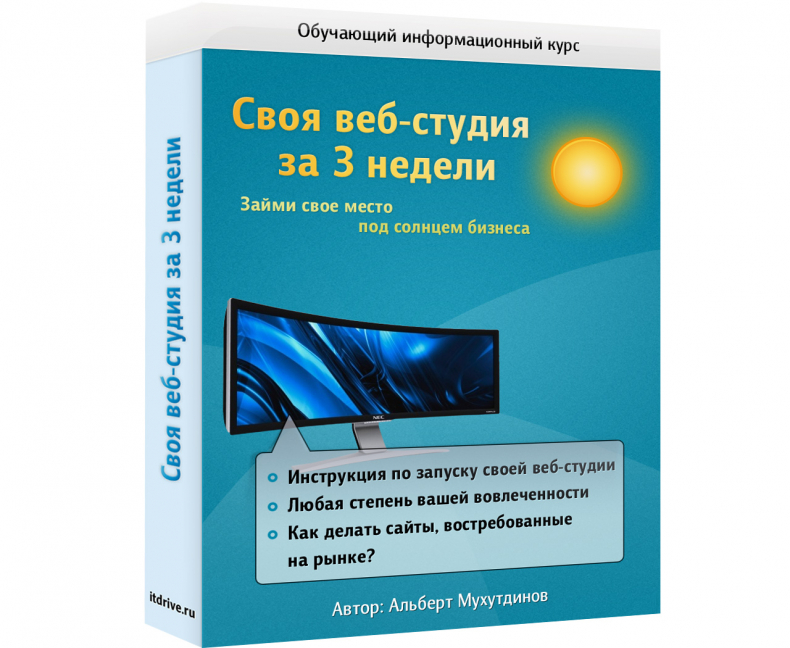 Обучающий информационный курс
Своя веб-студия
за 3 недели
Займи свое место
под солнцем бизнеса
Своя веб-студия за 3 недели
NEC
Инструкция по запуску своей веб-студии
Любая степень вашей вовлеченности
Как делать сайты, востребованные
на рынке?
Автор: Альберт Мухутдинов
itdrive.ru